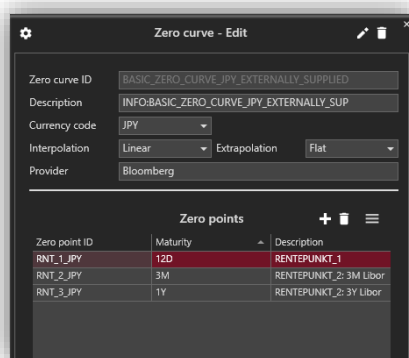 Zero curve - Edit
Zero curve ID BASIC_ZERO_CURVE_JPY_EXTERNALLY_SUPPLIED
Description INFO:BASIC_ZERO_CURVE_JPY_EXTERNALLY_SUP
Currency code JPY
Interpolation Linear Extrapolation Flat
Provider Bloomberg
Zero points
Zero point ID Maturity Description
RNT_1_JPY 12D RENTEPUNKT_1
RNT_2_JPY 3M RENTEPUNKT_2: 3M Libor
RNT_3_JPY 1Y RENTEPUNKT_2: 3Y Libor